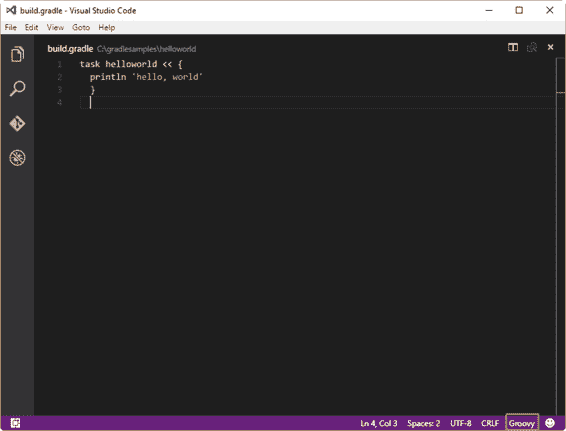 build.gradle - Visual Studio Code
File Edit View Goto Help
build.gradle C:\gradlesamples\helloworld
1 task helloworld << {
2 println 'hello, world'
3 }
4
Ln 4, Col 3 Spaces: 2 UTF-8 CRLF Groovy